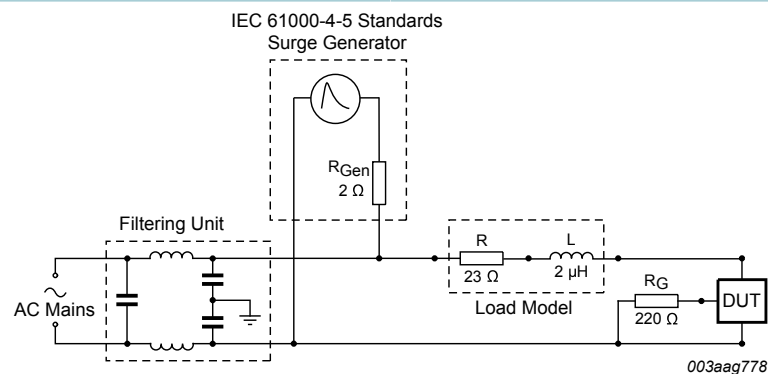 IEC 61000-4-5 Standards
Surge Generator
RGen
2 Ω
Filtering Unit
R
L
23 Ω
2 μH
Load Model
RG
220 Ω
DUT
AC Mains
003aag778